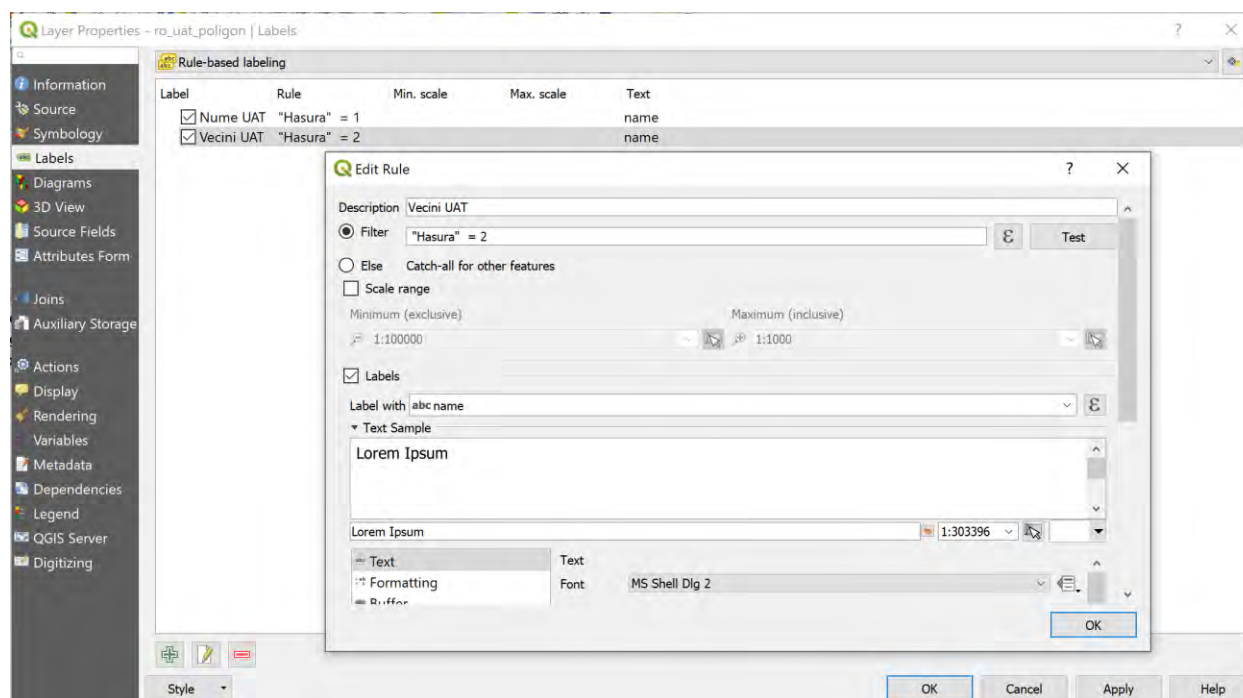 Layer Properties - ro_uat_poligon | Labels
Rule-based labeling
Information
Source
Symbology
Labels
Diagrams
3D View
Source Fields
Attributes Form
Joins
Auxiliary Storage
Actions
Display
Rendering
Variables
Metadata
Dependencies
Legend
QGIS Server
Digitizing
Label Rule Min. scale Max. scale Text
Nume UAT "Hasura" = 1 name
Vecini UAT "Hasura" = 2 name
Edit Rule
Description Vecini UAT
Filter "Hasura" = 2 ε Test
Else Catch-all for other features
Scale range
Minimum (exclusive) Maximum (inclusive)
1:100000 1:1000
Labels
Label with abc name ε
Text Sample
Lorem Ipsum
Lorem Ipsum 1:303396
Text Text
Formatting Font MS Shell Dlg 2
Buffer
OK
Style OK Cancel Apply Help